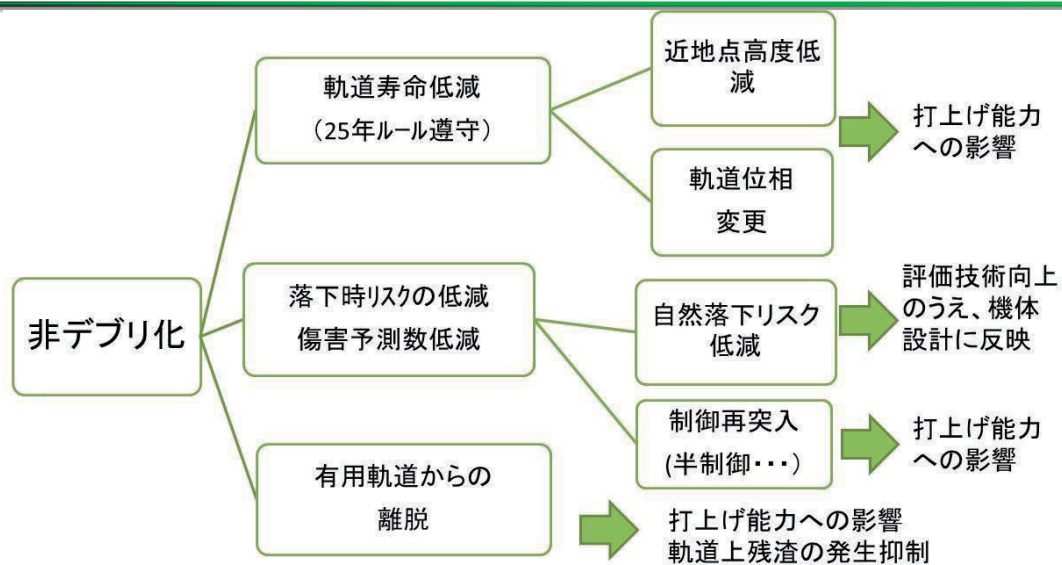 非デブリ化
軌道寿命低減
（25年ルール遵守）
近地点高度低
減
軌道位相
変更
打上げ能力
への影響
落下時リスクの低減
傷害予測数低減
自然落下リスク
低減
評価技術向上
のうえ、機体
設計に反映
制御再突入
(半制御・・・）
打上げ能力
への影響
有用軌道からの
離脱
打上げ能力への影響
軌道上残渣の発生抑制